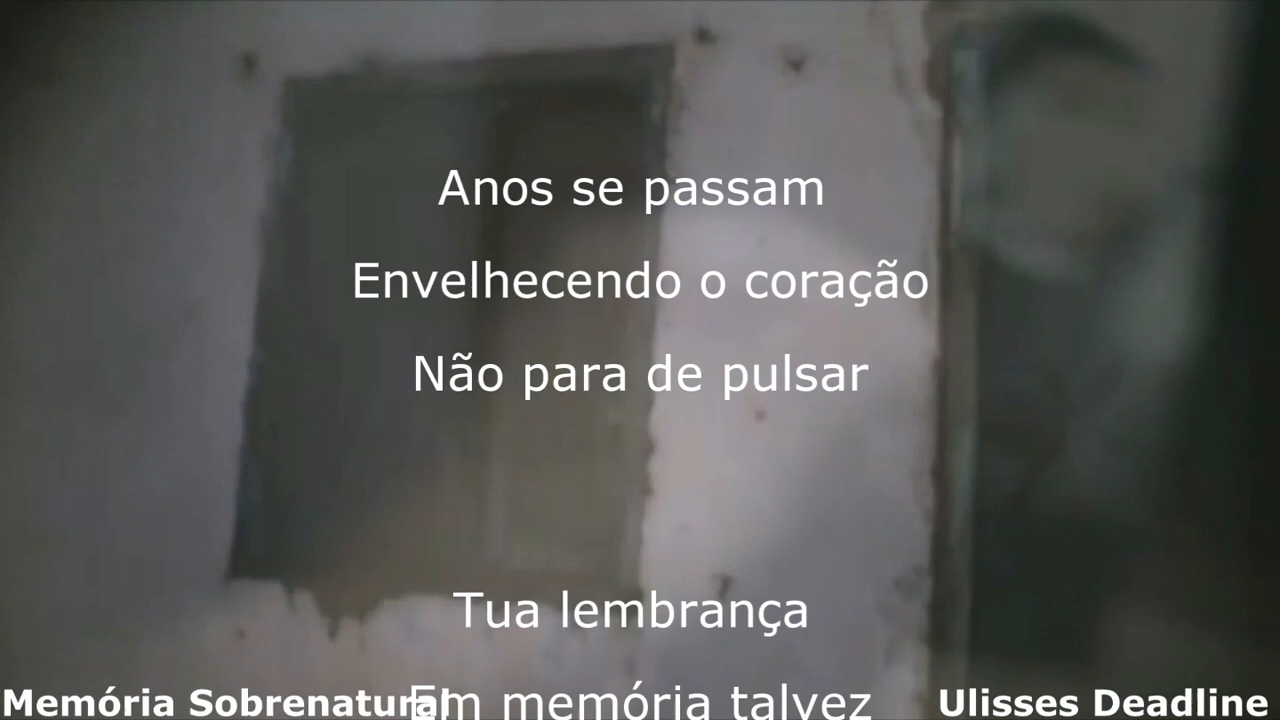 Anos se passam
Envelhecendo o coração
Não para de pulsar
Tua lembrança
Em memória talvez
Memória Sobrenatural
Ulisses Deadline